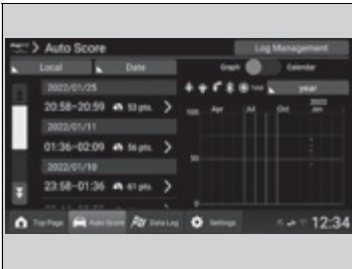 Auto Score
Log Management
Local
Date
Graph
Calendar
2022/01/25
year
20:58-20:59 53 pts.
2022/01/11
01:36-02:09 56 pts.
2022/01/10
23:58-01:36 61 pts.
100
Apr
Jul
Oct
2022
Jan
50
0
Top Page
Auto Score
Data Log
Settings
12:34